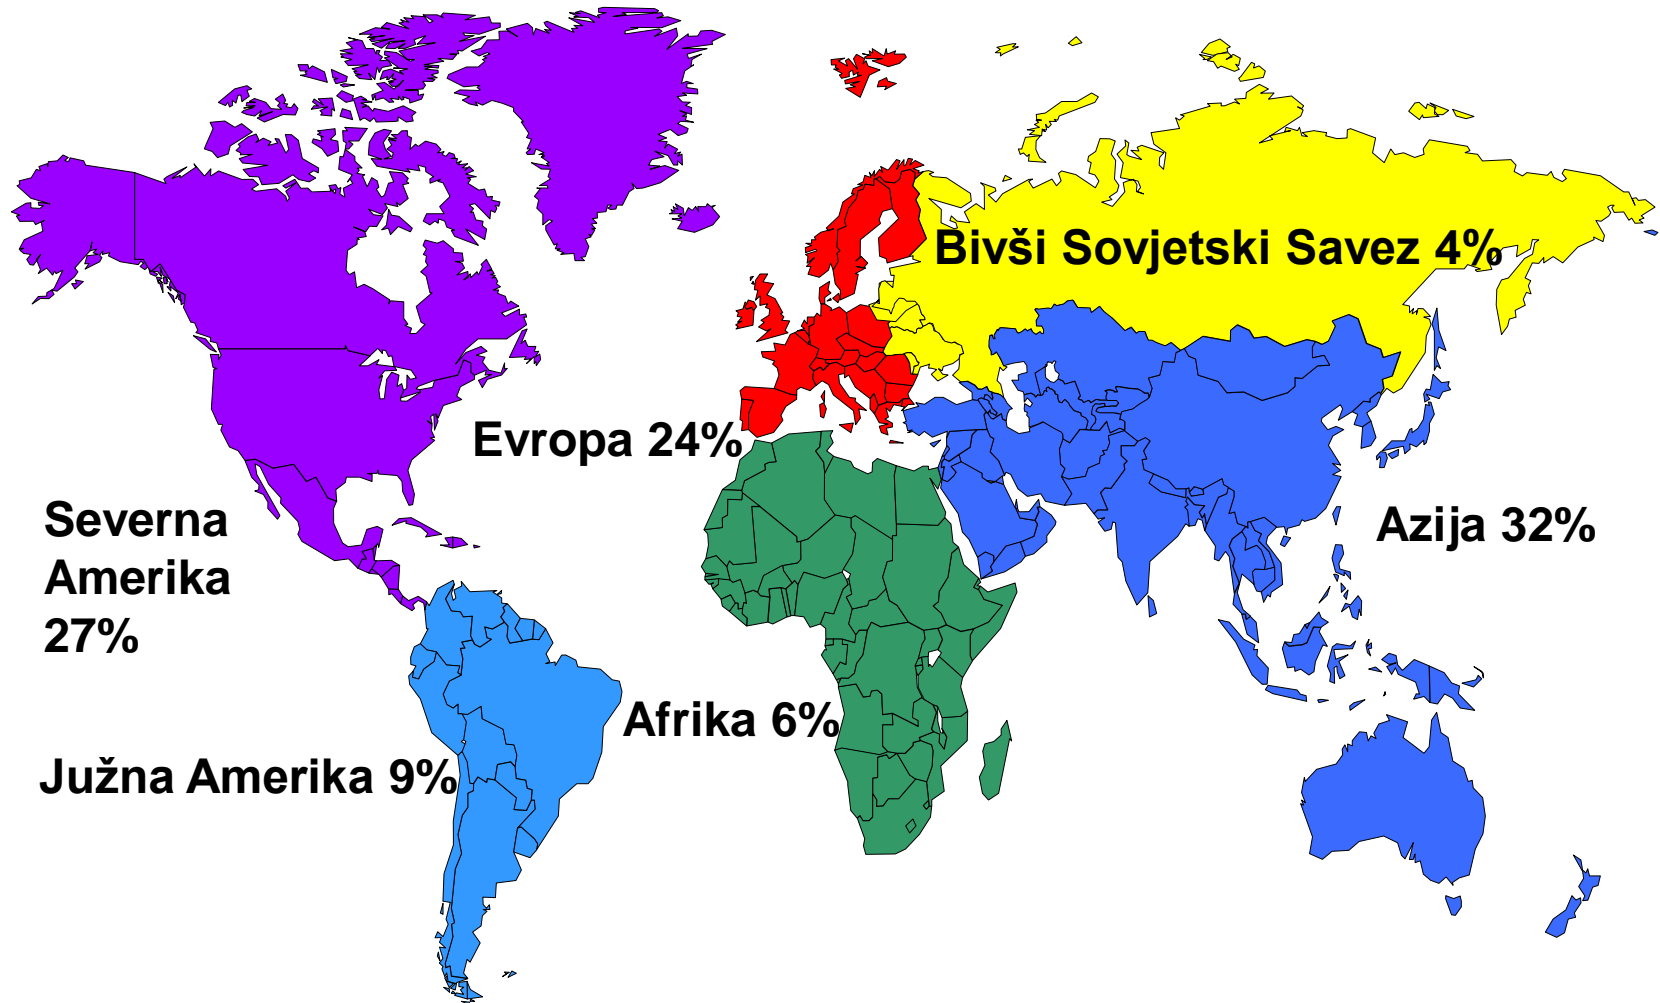 Bivši Sovjetski Savez 4%
Evropa 24%
Severna
Amerika
27%
Azija 32%
Afrika 6%
Južna Amerika 9%